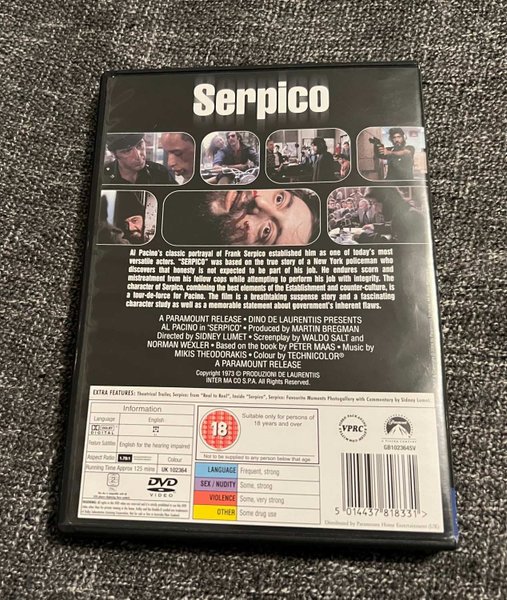 Serpico
Al Pacino's classic portrayal of Frank Serpico established him as one of today's most
versatile actors. "SERPICO" was based on the true story of a New York policeman who
discovers that honesty is not expected to be part of his job. He endures scorn and
mistreatment from his fellow cops while attempting to perform his job with integrity. The
character of Serpico, combining the best elements of the Establishment and counter-culture, is
a tour-de-force for Pacino. The film is a breathtaking suspense story and a fascinating
character study as well as a memorable statement about government's inherent flaws.
A PARAMOUNT RELEASE • DINO DE LAURENTIIS PRESENTS
AL PACINO in 'SERPICO' • Produced by MARTIN BREGMAN
Directed by SIDNEY LUMET • Screenplay by WALDO SALT and
NORMAN WEXLER • Based on the book by PETER MAAS • Music by
MIKIS THEODORAKIS • Colour by TECHNICOLOR®
A PARAMOUNT RELEASE
Copyright 1973 © PRODUZIONI DE LAURENTIIS
INTER MA CO S.P.A. All Rights Reserved.
EXTRA FEATURES: Theatrical Trailer, Serpico: from "Real to Reel", Inside "Serpico", Serpico: Favourite Moments Photogallery with Commentary by Sidney Lumet.
Information
Language English
DOLBY DIGITAL
Feature Subtitles English for the hearing impaired
Aspect Ratio 1.78:1 Colour
Running Time Approx 125 mins UK 102364
2
DVD
VIDEO
18
Suitable only for persons of
18 years and over.
Not to be supplied to any person below that age
LANGUAGE Frequent, strong
SEX / NUDITY Some, strong
VIOLENCE Some, very strong
OTHER Some drug use
VPRC
GB102364SV
5 014437 818331 >
Distributed by Paramount Home Entertainment (UK)